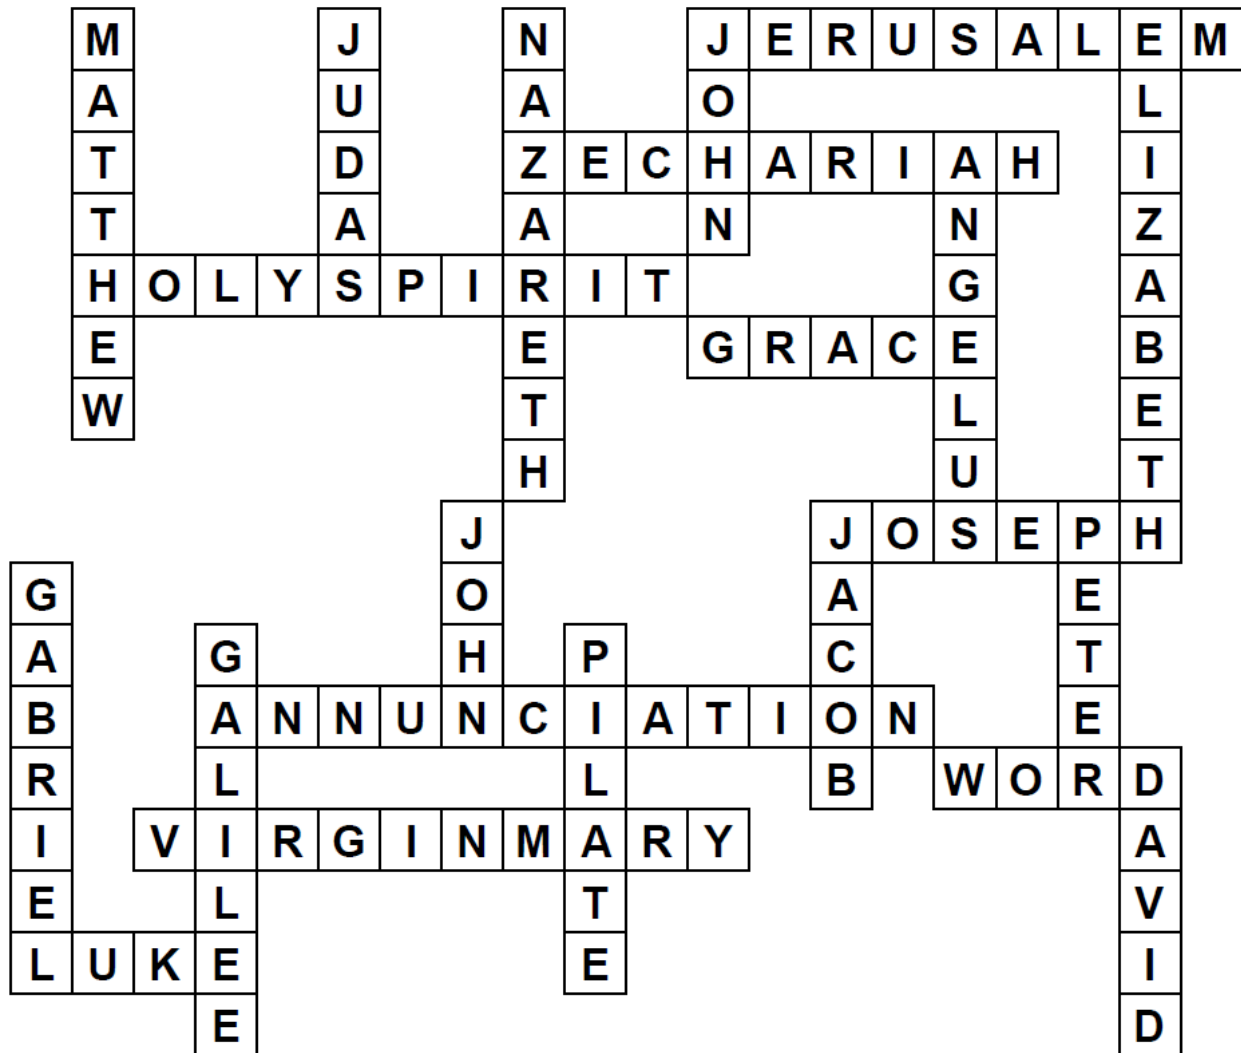 M J N JERUSALEM
A U A O L
T D ZECHARIAH I
T A A N N Z
HOLYSPIRIT G A
E E GRACE B
W T L E
H U T
J JOSEPH
G O A E
A G H P C T
B ANNUNCIATION E
R L L B WORD
I VIRGINMARY A
E L T V
LUKE E I
E D